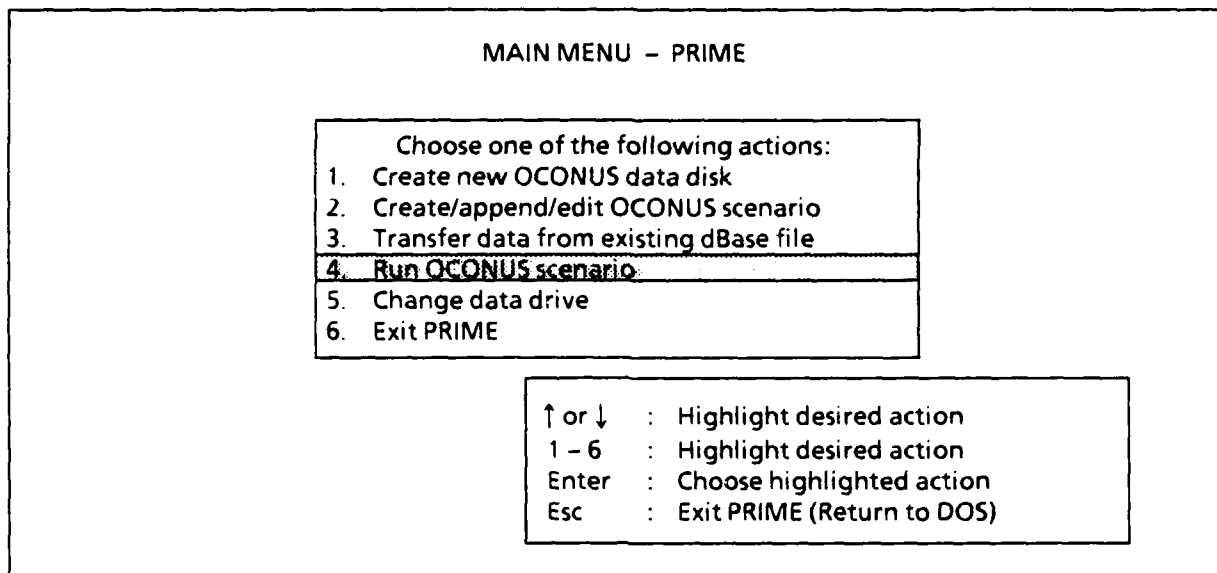 MAIN MENU – PRIME
Choose one of the following actions:
1. Create new OCONUS data disk
2. Create/append/edit OCONUS scenario
3. Transfer data from existing dBase file
4. Run OCONUS scenario
5. Change data drive
6. Exit PRIME
↑ or ↓ : Highlight desired action
1 – 6 : Highlight desired action
Enter : Choose highlighted action
Esc : Exit PRIME (Return to DOS)